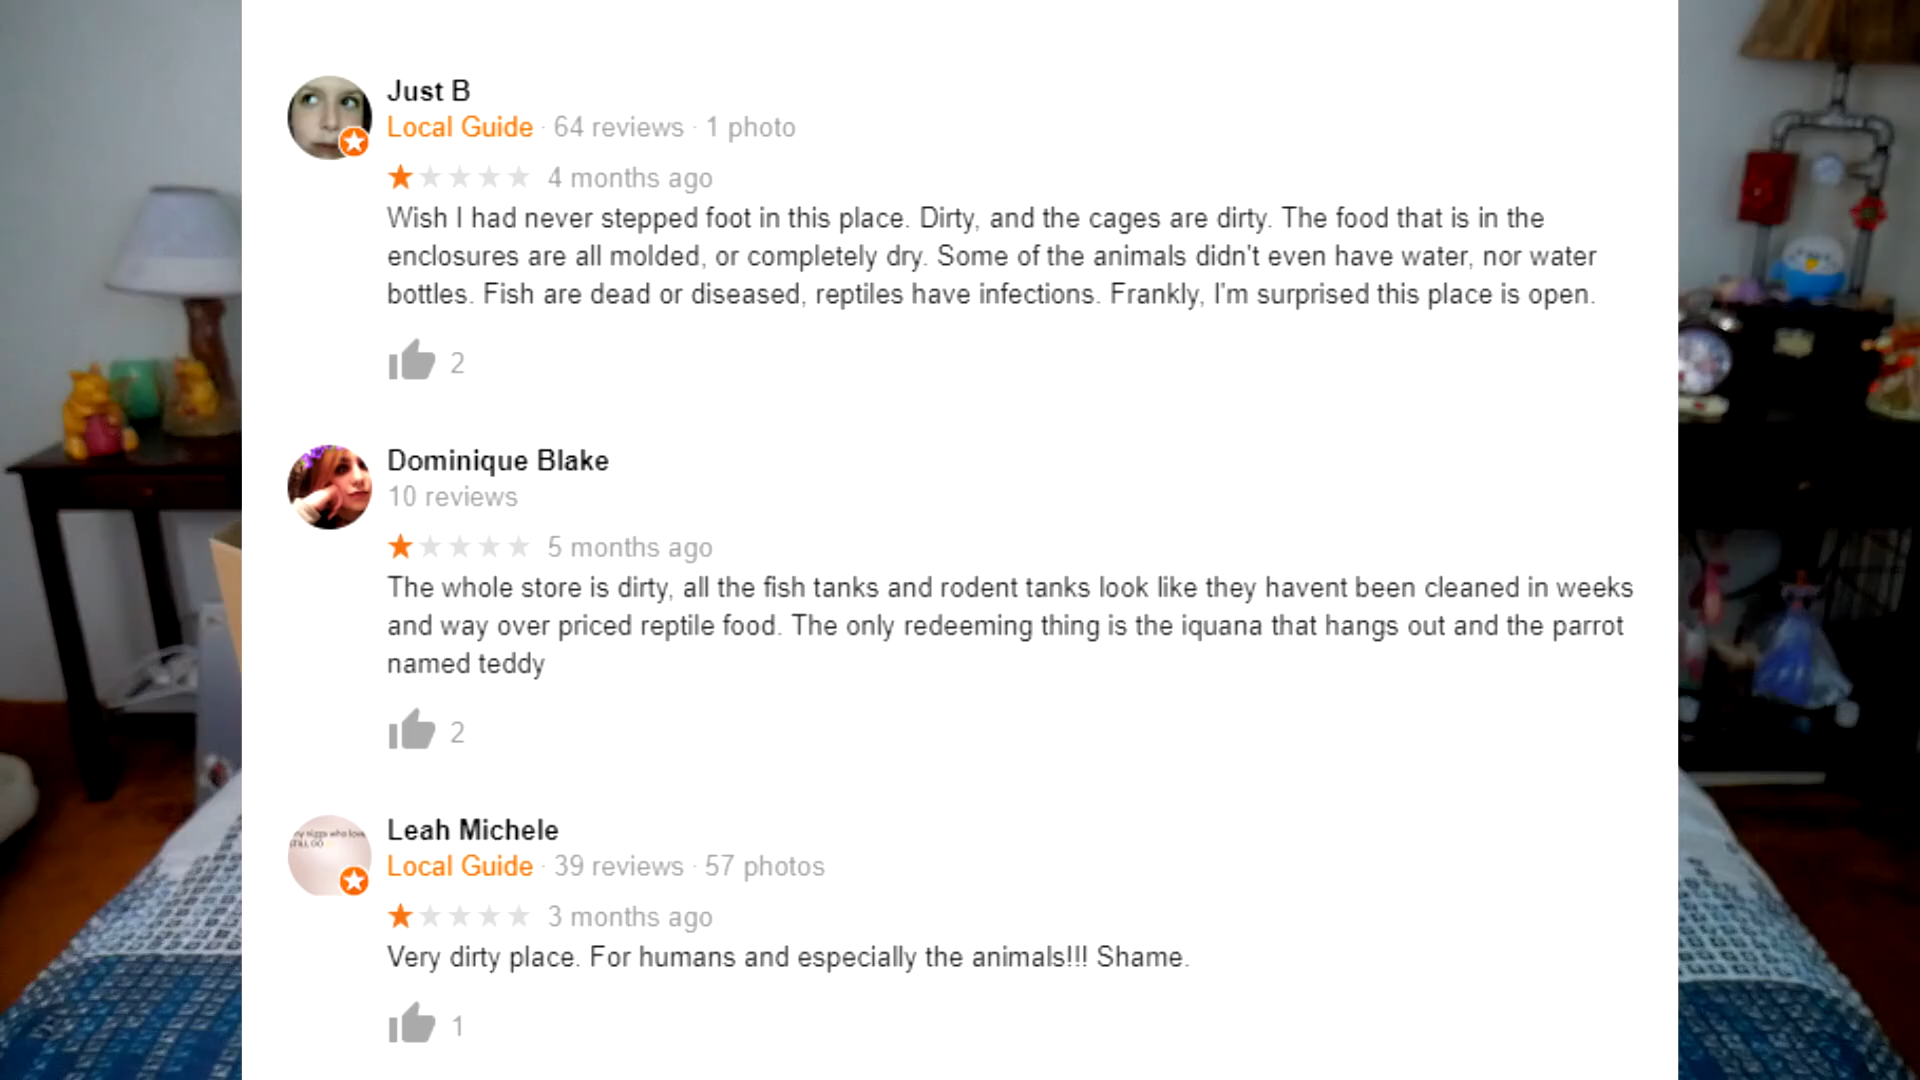 Just B
Local Guide · 64 reviews · 1 photo
4 months ago
Wish I had never stepped foot in this place. Dirty, and the cages are dirty. The food that is in the
enclosures are all molded, or completely dry. Some of the animals didn't even have water, nor water
bottles. Fish are dead or diseased, reptiles have infections. Frankly, I'm surprised this place is open.
2
Dominique Blake
10 reviews
5 months ago
The whole store is dirty, all the fish tanks and rodent tanks look like they havent been cleaned in weeks
and way over priced reptile food. The only redeeming thing is the iquana that hangs out and the parrot
named teddy
2
Leah Michele
Local Guide · 39 reviews · 57 photos
3 months ago
Very dirty place. For humans and especially the animals!!! Shame.
1